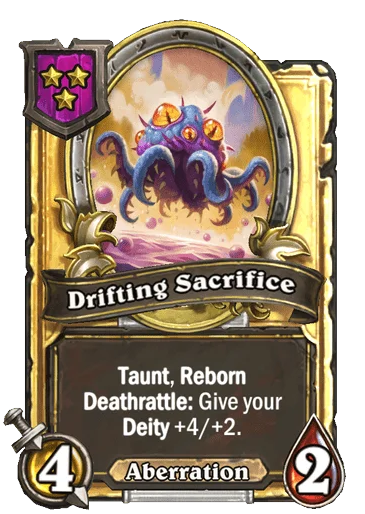 Drifting Sacrifice
Taunt, Reborn
Deathrattle: Give your
Deity +4/+2.
4
Aberration
2